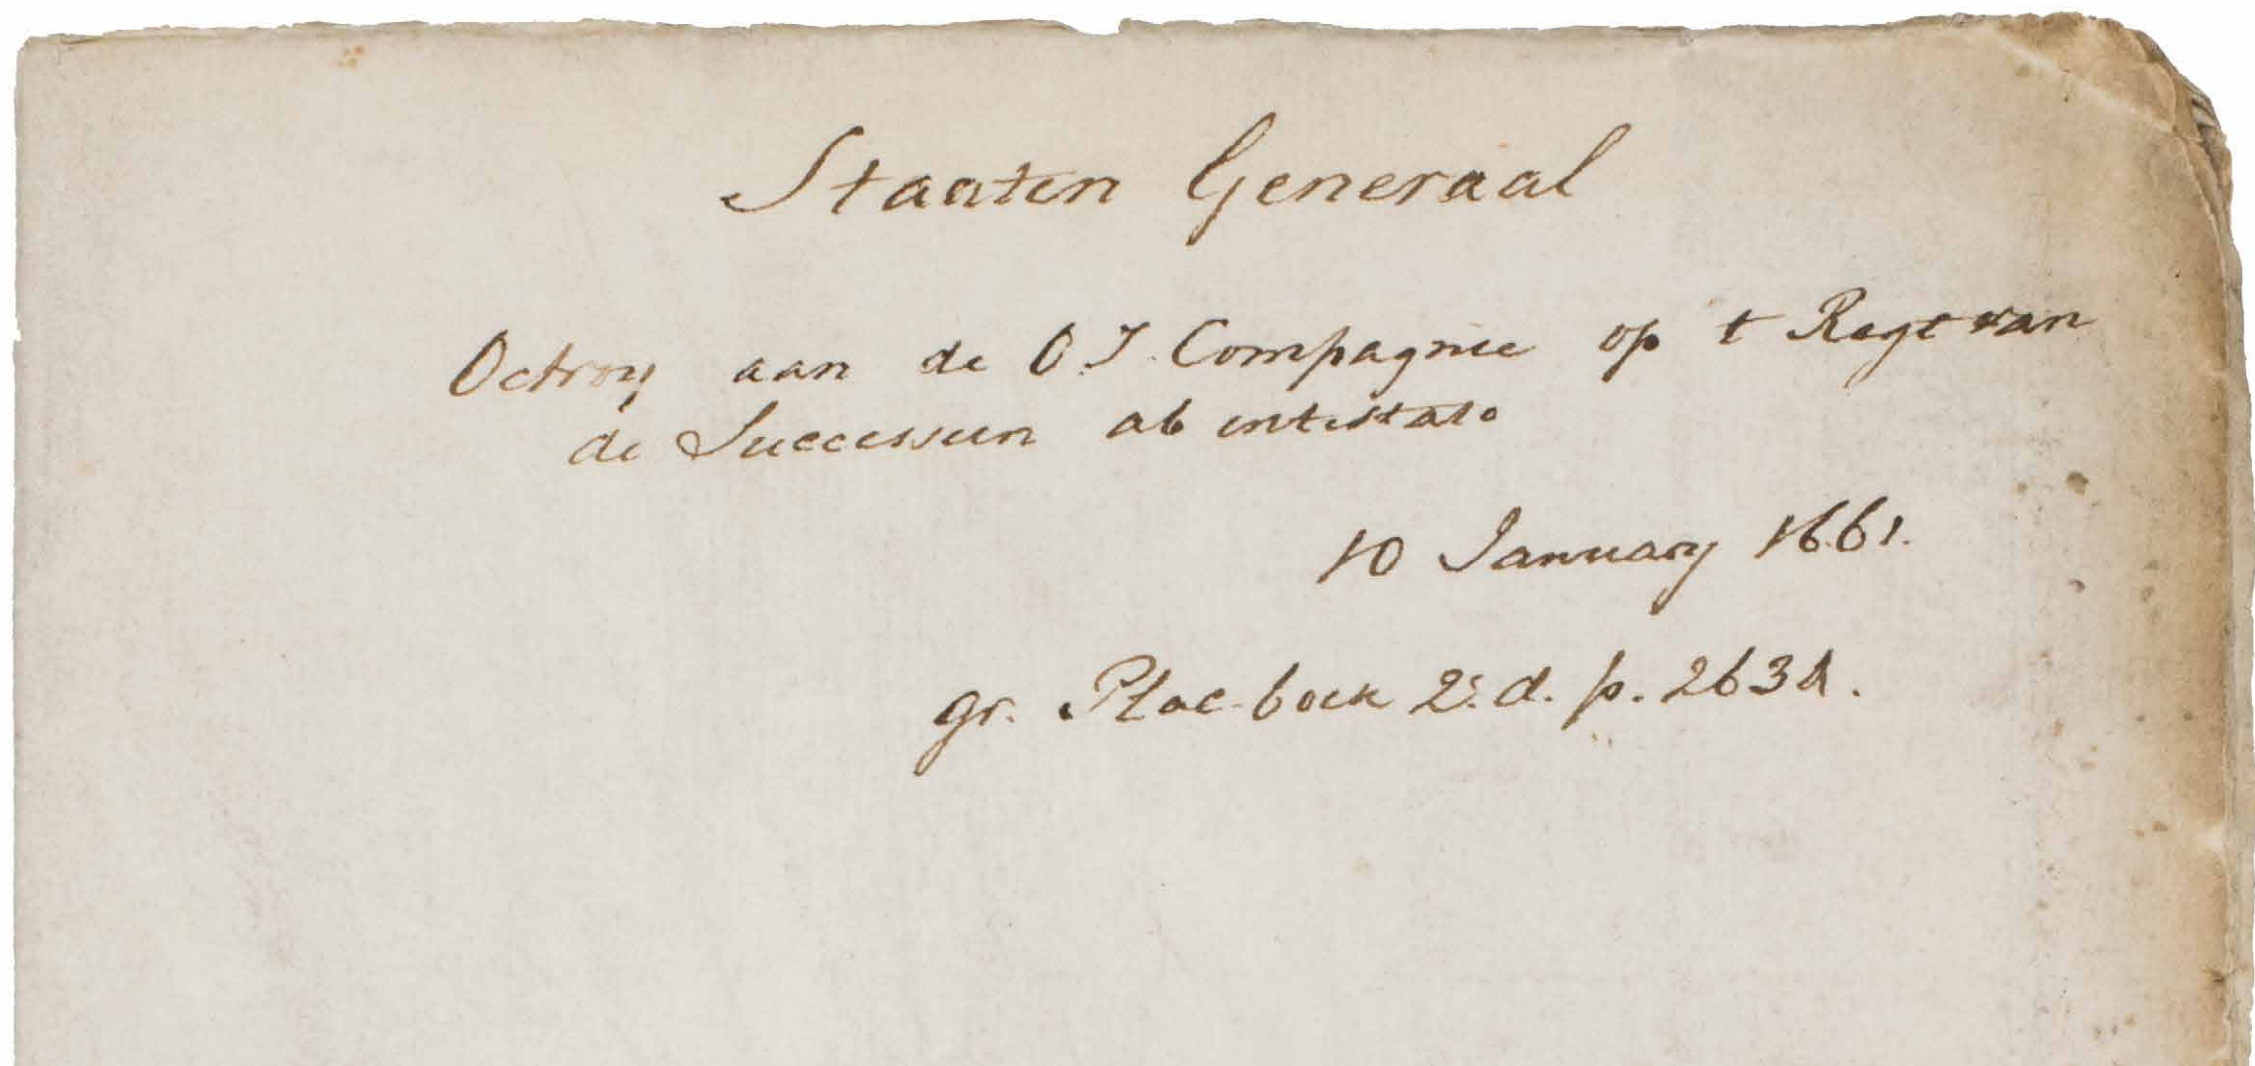 Staaten Generaal
Octroy aan de O.I. Compagnie op t Regt van
de Successien ab intestato
10 January 1661.
gr. Plac-boek 2e. d. p. 2634.